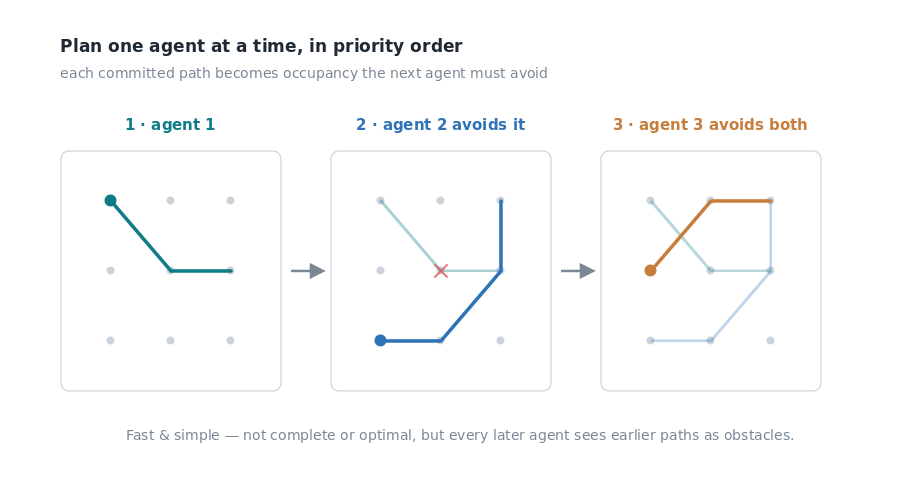 Plan one agent at a time, in priority order
each committed path becomes occupancy the next agent must avoid
1 · agent 1
2 · agent 2 avoids it
3 · agent 3 avoids both
Fast & simple — not complete or optimal, but every later agent sees earlier paths as obstacles.